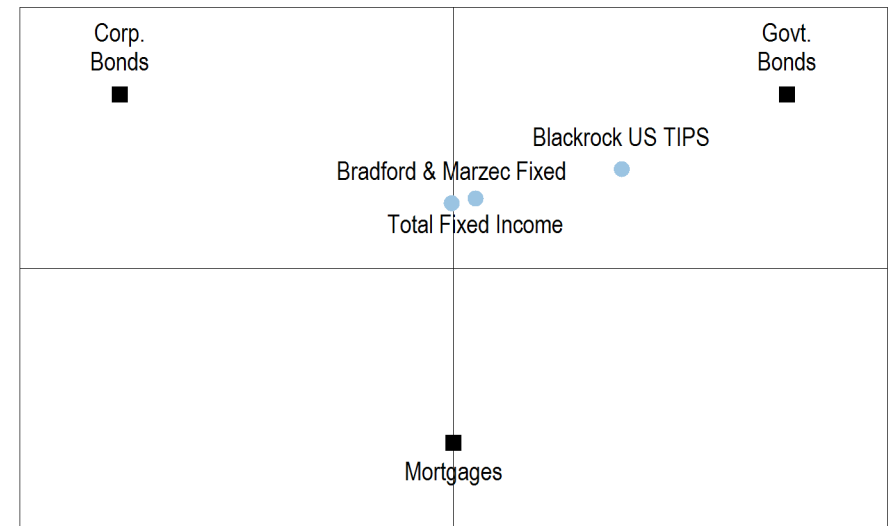 Corp.
Bonds
Govt.
Bonds
Blackrock US TIPS
Bradford & Marzec Fixed
Total Fixed Income
Mortgages